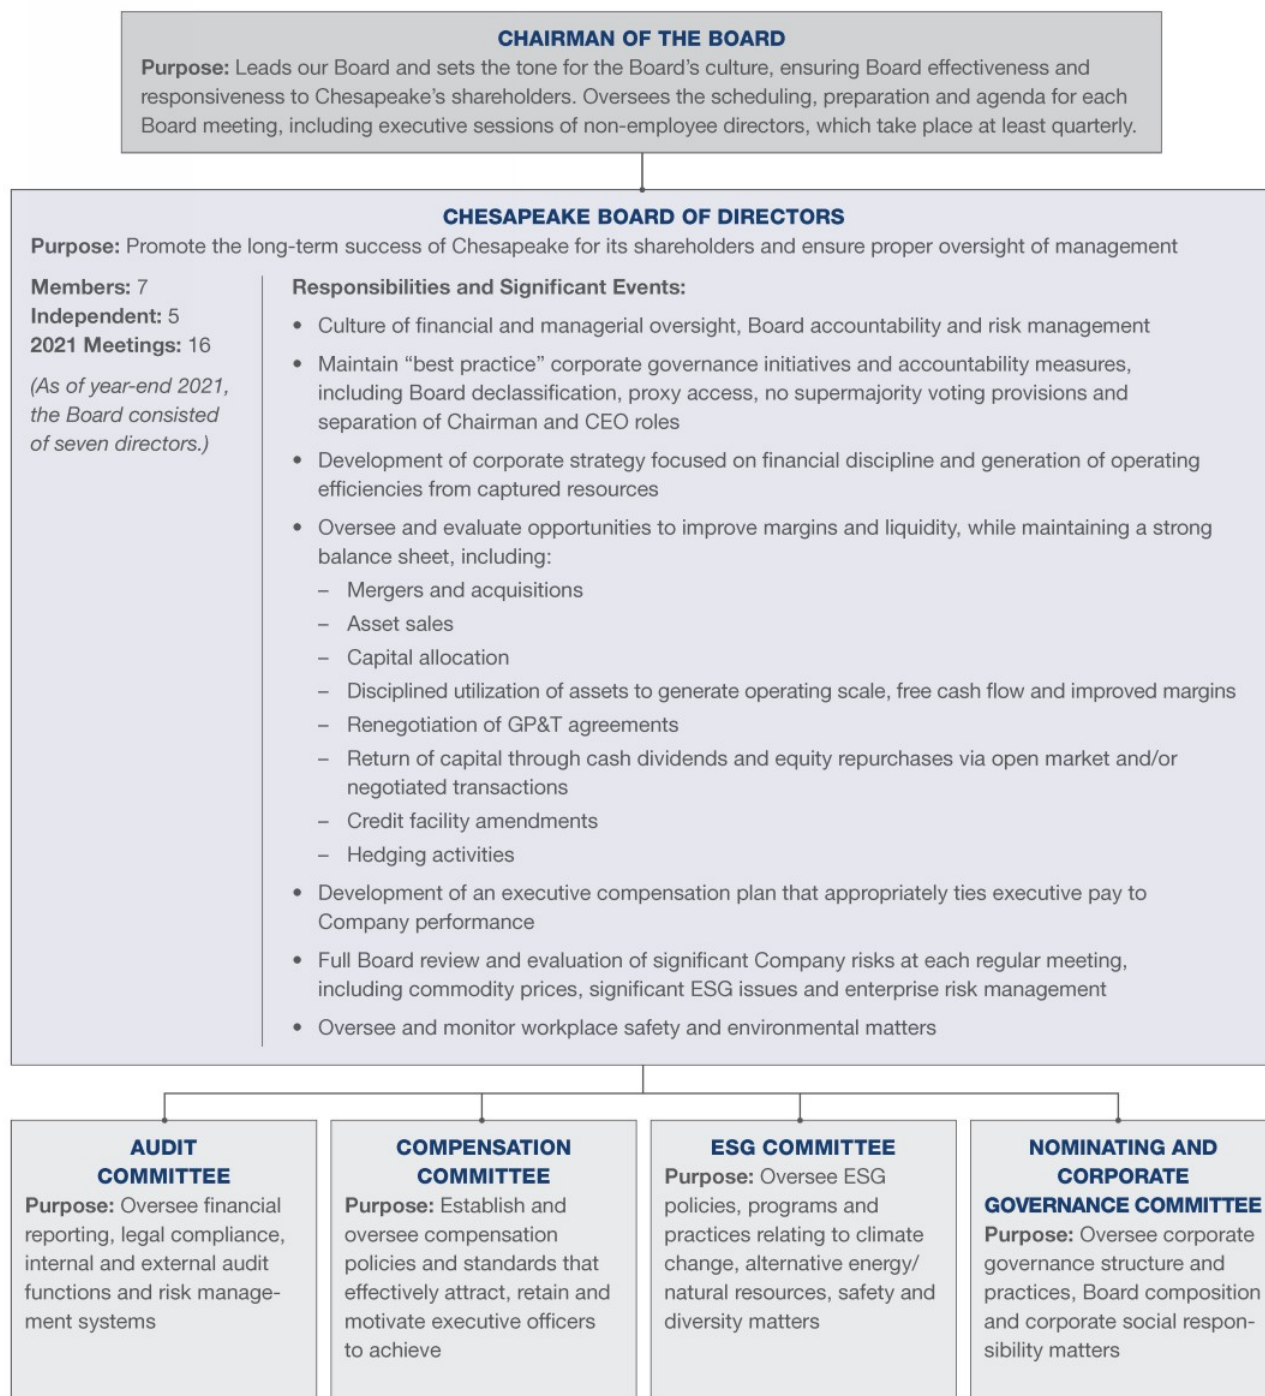 CHAIRMAN OF THE BOARD
Purpose: Leads our Board and sets the tone for the Board’s culture, ensuring Board effectiveness and
responsiveness to Chesapeake’s shareholders. Oversees the scheduling, preparation and agenda for each
Board meeting, including executive sessions of non-employee directors, which take place at least quarterly.
CHESAPEAKE BOARD OF DIRECTORS
Purpose: Promote the long-term success of Chesapeake for its shareholders and ensure proper oversight of management
Members: 7
Independent: 5
2021 Meetings: 16
(As of year-end 2021,
the Board consisted
of seven directors.)
Responsibilities and Significant Events:
• Culture of financial and managerial oversight, Board accountability and risk management
• Maintain “best practice” corporate governance initiatives and accountability measures,
including Board declassification, proxy access, no supermajority voting provisions and
separation of Chairman and CEO roles
• Development of corporate strategy focused on financial discipline and generation of operating
efficiencies from captured resources
• Oversee and evaluate opportunities to improve margins and liquidity, while maintaining a strong
balance sheet, including:
– Mergers and acquisitions
– Asset sales
– Capital allocation
– Disciplined utilization of assets to generate operating scale, free cash flow and improved margins
– Renegotiation of GP&T agreements
– Return of capital through cash dividends and equity repurchases via open market and/or
negotiated transactions
– Credit facility amendments
– Hedging activities
• Development of an executive compensation plan that appropriately ties executive pay to
Company performance
• Full Board review and evaluation of significant Company risks at each regular meeting,
including commodity prices, significant ESG issues and enterprise risk management
• Oversee and monitor workplace safety and environmental matters
AUDIT
COMMITTEE
Purpose: Oversee financial
reporting, legal compliance,
internal and external audit
functions and risk manage-
ment systems
COMPENSATION
COMMITTEE
Purpose: Establish and
oversee compensation
policies and standards that
effectively attract, retain and
motivate executive officers
to achieve
ESG COMMITTEE
Purpose: Oversee ESG
policies, programs and
practices relating to climate
change, alternative energy/
natural resources, safety and
diversity matters
NOMINATING AND
CORPORATE
GOVERNANCE COMMITTEE
Purpose: Oversee corporate
governance structure and
practices, Board composition
and corporate social respon-
sibility matters